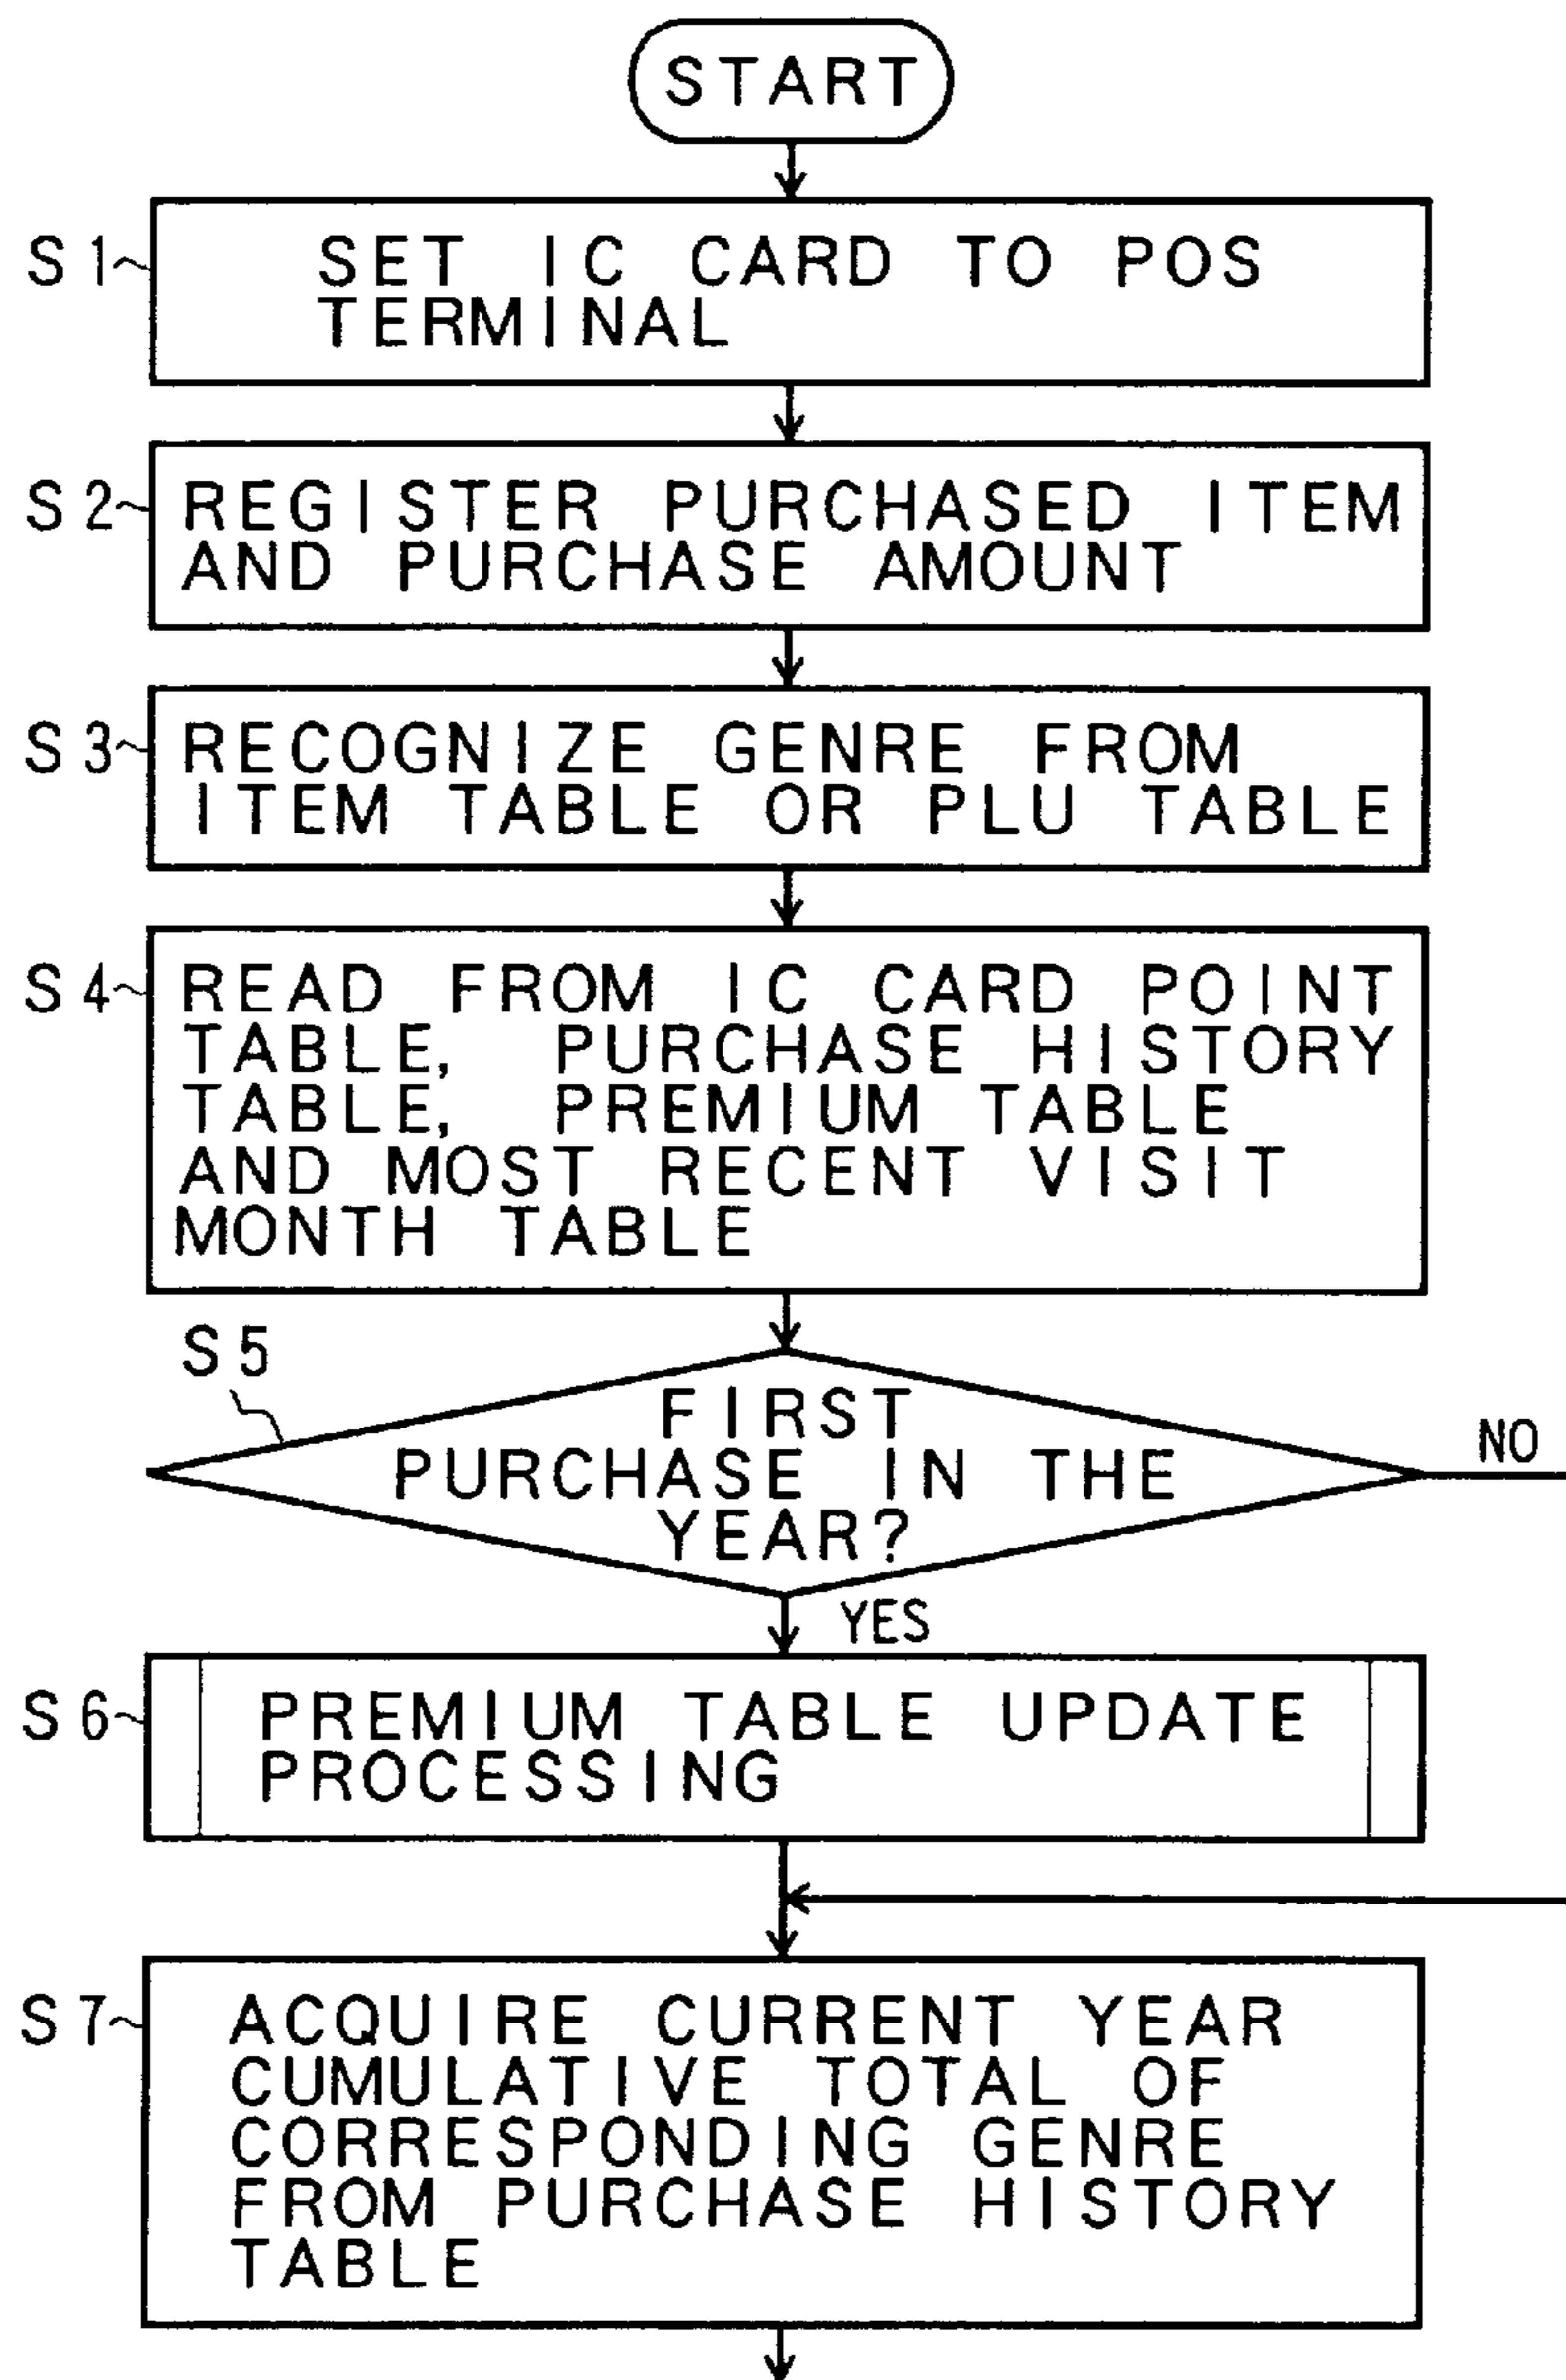 START
S1
SET IC CARD TO POS
TERMINAL
S2
REGISTER PURCHASED ITEM
AND PURCHASE AMOUNT
S3
RECOGNIZE GENRE FROM
ITEM TABLE OR PLU TABLE
S4
READ FROM IC CARD POINT
TABLE, PURCHASE HISTORY
TABLE, PREMIUM TABLE
AND MOST RECENT VISIT
MONTH TABLE
S5
FIRST
PURCHASE IN THE
YEAR?
NO
YES
S6
PREMIUM TABLE UPDATE
PROCESSING
S7
ACQUIRE CURRENT YEAR
CUMULATIVE TOTAL OF
CORRESPONDING GENRE
FROM PURCHASE HISTORY
TABLE